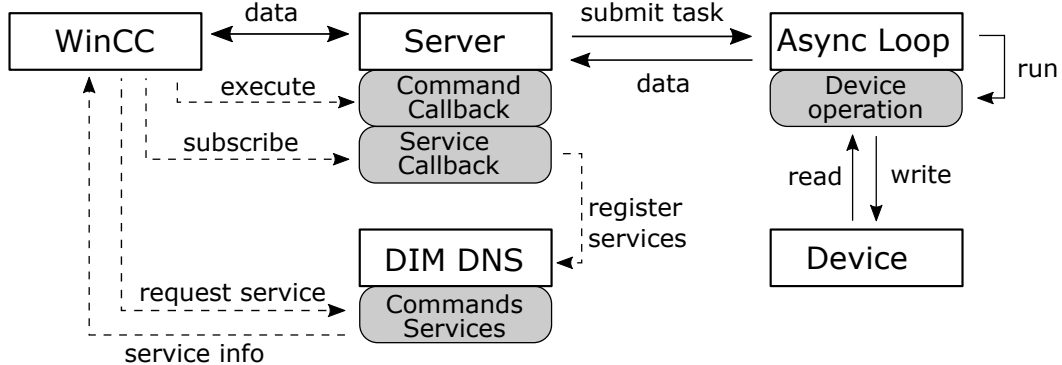 data
submit task
WinCC
Server
Async Loop
data
run
execute
Command
Callback
Device
operation
subscribe
Service
Callback
read
write
register
services
DIM DNS
Device
request service
Commands
Services
service info